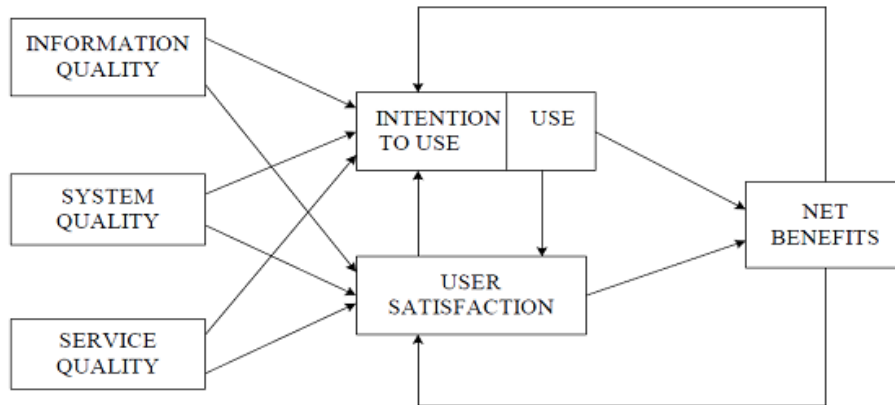 INFORMATION
QUALITY
INTENTION
TO USE
USE
SYSTEM
QUALITY
NET
BENEFITS
USER
SATISFACTION
SERVICE
QUALITY